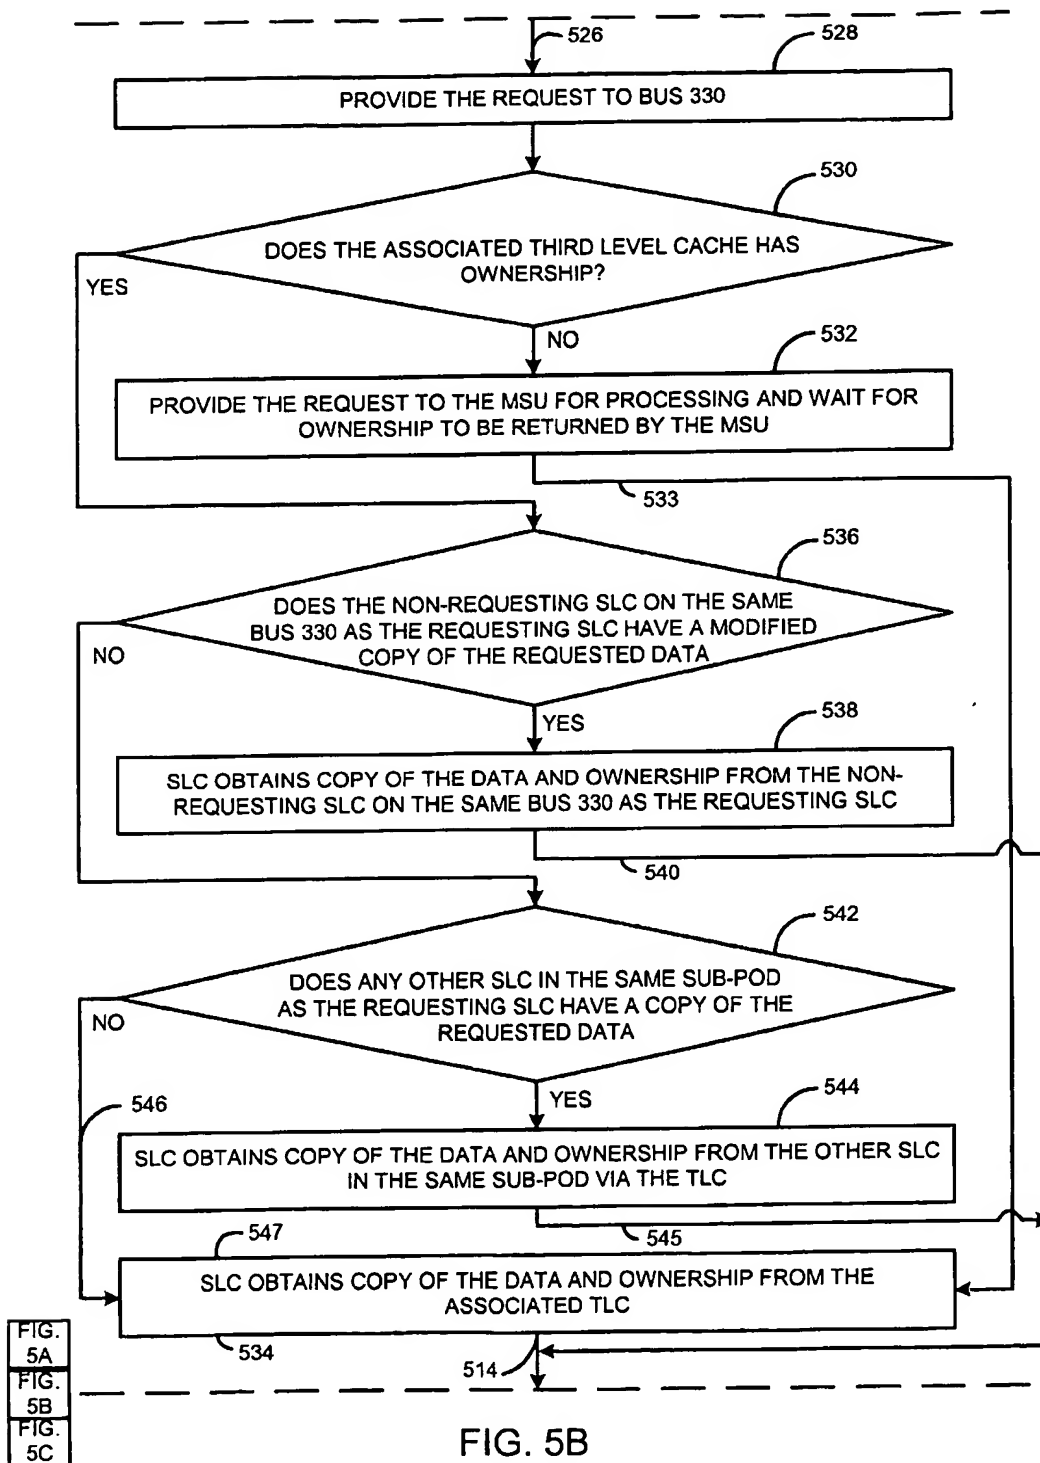 526
528
PROVIDE THE REQUEST TO BUS 330
530
DOES THE ASSOCIATED THIRD LEVEL CACHE HAS
OWNERSHIP?
YES
NO
532
PROVIDE THE REQUEST TO THE MSU FOR PROCESSING AND WAIT FOR
OWNERSHIP TO BE RETURNED BY THE MSU
533
536
DOES THE NON-REQUESTING SLC ON THE SAME
BUS 330 AS THE REQUESTING SLC HAVE A MODIFIED
COPY OF THE REQUESTED DATA
NO
YES
538
SLC OBTAINS COPY OF THE DATA AND OWNERSHIP FROM THE NON-
REQUESTING SLC ON THE SAME BUS 330 AS THE REQUESTING SLC
540
542
DOES ANY OTHER SLC IN THE SAME SUB-POD
AS THE REQUESTING SLC HAVE A COPY OF THE
REQUESTED DATA
NO
YES
544
546
SLC OBTAINS COPY OF THE DATA AND OWNERSHIP FROM THE OTHER SLC
IN THE SAME SUB-POD VIA THE TLC
545
547
SLC OBTAINS COPY OF THE DATA AND OWNERSHIP FROM THE
ASSOCIATED TLC
534
514
FIG.
5A
FIG.
5B
FIG.
5C
FIG. 5B